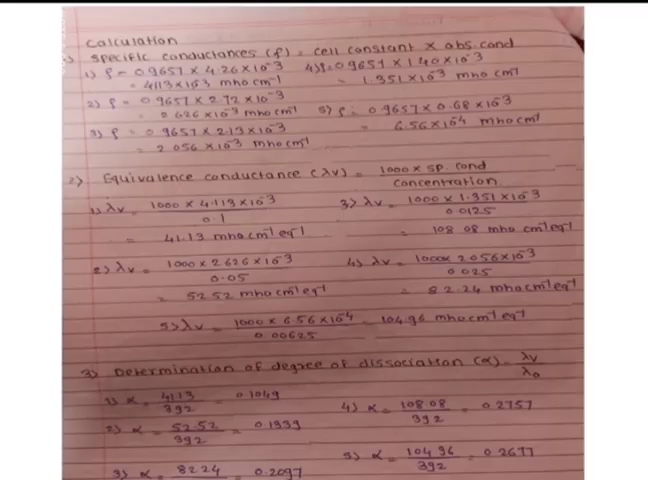 Calculation
1) Specific conductances (ρ) = cell constant × obs. cond
1) ρ = 0.9657 × 4.26 × 10⁻³ 4) ρ = 0.9657 × 1.40 × 10⁻³
= 4.113 × 10⁻³ mho cm⁻¹ = 1.351 × 10⁻³ mho cm⁻¹
2) ρ = 0.9657 × 2.72 × 10⁻³ 5) ρ = 0.9657 × 0.68 × 10⁻³
= 2.626 × 10⁻³ mho cm⁻¹ = 6.56 × 10⁻⁴ mho cm⁻¹
3) ρ = 0.9657 × 2.13 × 10⁻³
= 2.056 × 10⁻³ mho cm⁻¹
2) Equivalence conductance (λv) = 1000 × sp. cond
concentration
1) λv = 1000 × 4.113 × 10⁻³ 3) λv = 1000 × 1.351 × 10⁻³
0.1 0.0125
= 41.13 mho cm⁻¹ eq⁻¹ = 108.08 mho cm⁻¹ eq⁻¹
2) λv = 1000 × 2.626 × 10⁻³ 4) λv = 1000 × 2.056 × 10⁻³
0.05 0.025
= 52.52 mho cm⁻¹ eq⁻¹ = 82.24 mho cm⁻¹ eq⁻¹
5) λv = 1000 × 6.56 × 10⁻⁴ = 104.96 mho cm⁻¹ eq⁻¹
0.00625
3) Determination of degree of dissociation (α) = λv
λo
1) α = 41.13 = 0.1049 4) α = 108.08 = 0.2757
392 392
2) α = 52.52 = 0.1339
392
5) α = 104.96 = 0.2677
392
3) α = 82.24 = 0.2097